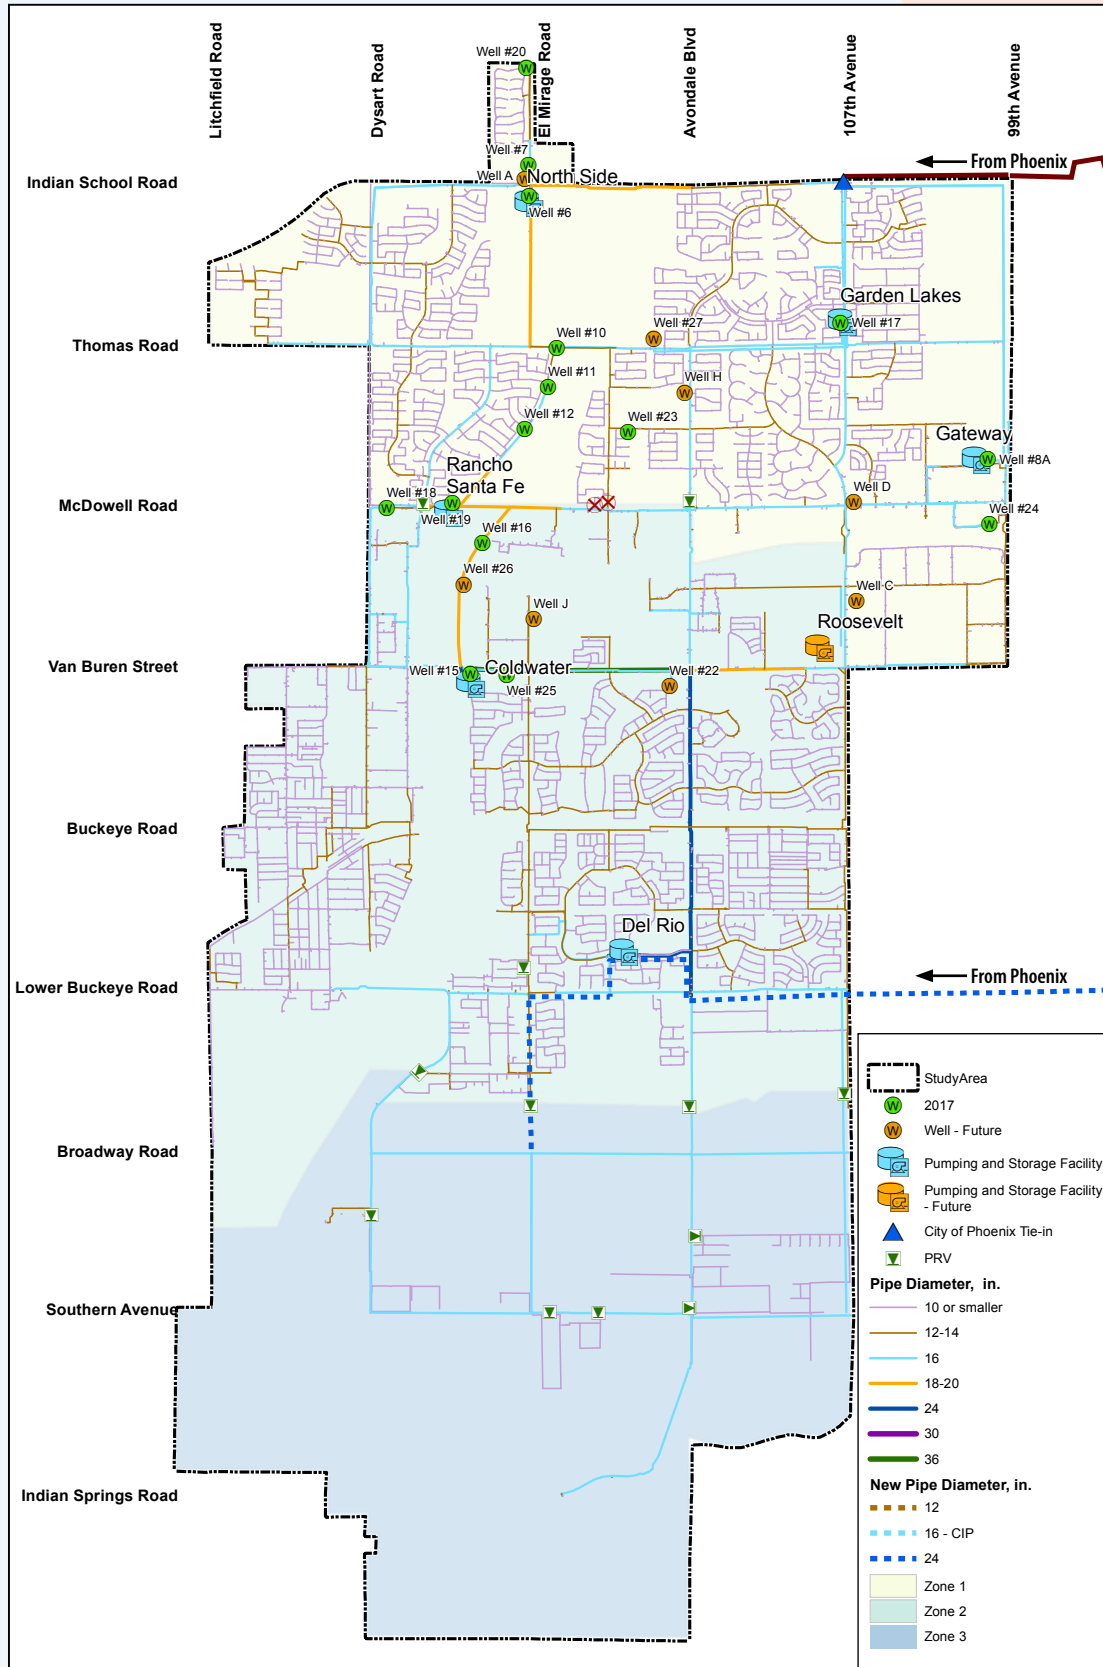 Litchfield Road
Dysart Road
El Mirage Road
Avondale Blvd
107th Avenue
99th Avenue
Well #20
W
Well #7
W
Well A
W
North Side
W
Well #6
From Phoenix
Indian School Road
Garden Lakes
W
Well #17
Well #27
W
Well #10
W
Thomas Road
Well #11
W
Well H
W
Well #12
W
Well #23
W
Gateway
W
Well #8A
Rancho
Santa Fe
Well #18
W
W
Well #19
Well D
W
McDowell Road
Well #24
W
Well #16
W
Well #26
W
Well J
W
Well C
W
Roosevelt
Van Buren Street
Well #15
W
Coldwater
W
Well #25
Well #22
W
Buckeye Road
Del Rio
From Phoenix
Lower Buckeye Road
Broadway Road
Southern Avenue
Indian Springs Road
StudyArea
W
2017
W
Well - Future
Pumping and Storage Facility
Pumping and Storage Facility
- Future
City of Phoenix Tie-in
PRV
Pipe Diameter, in.
10 or smaller
12-14
16
18-20
24
30
36
New Pipe Diameter, in.
12
16 - CIP
24
Zone 1
Zone 2
Zone 3